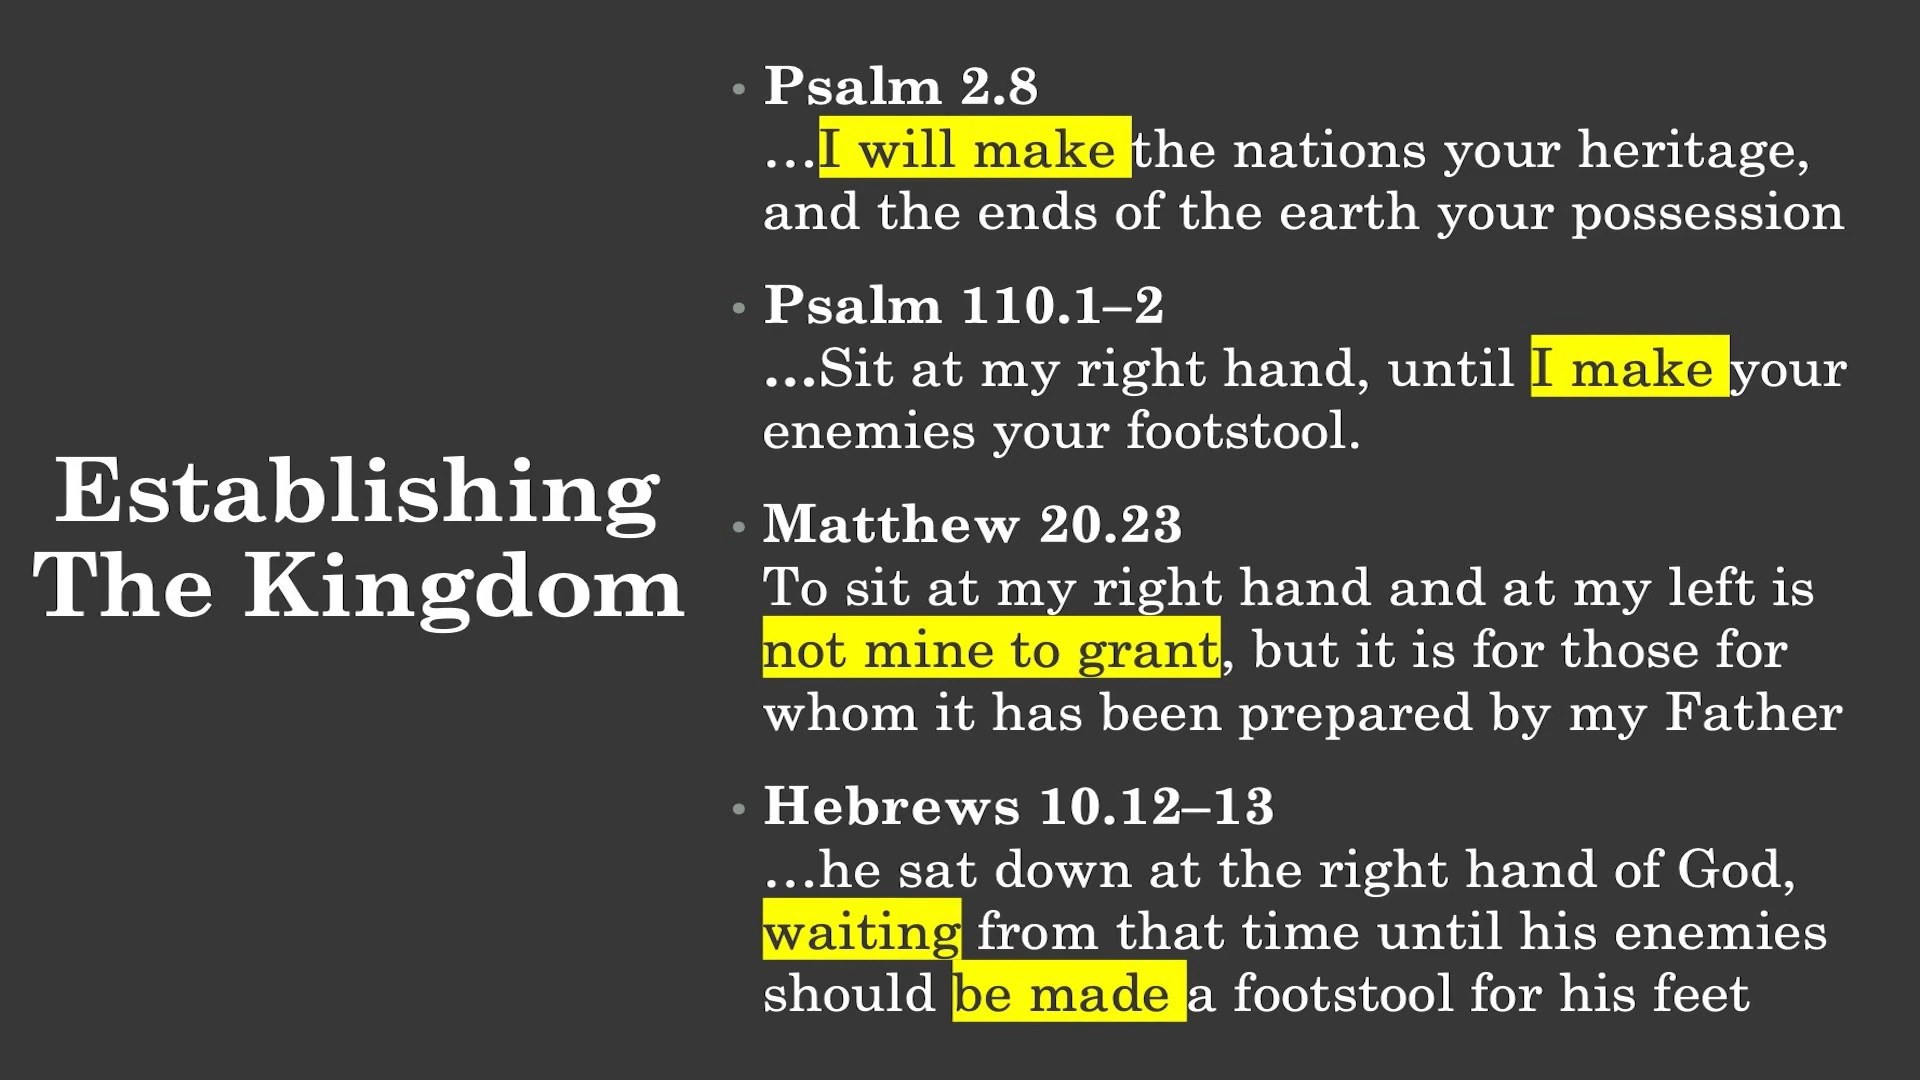 Establishing
The Kingdom
• Psalm 2.8
…I will make the nations your heritage,
and the ends of the earth your possession
• Psalm 110.1–2
…Sit at my right hand, until I make your
enemies your footstool.
• Matthew 20.23
To sit at my right hand and at my left is
not mine to grant, but it is for those for
whom it has been prepared by my Father
• Hebrews 10.12–13
…he sat down at the right hand of God,
waiting from that time until his enemies
should be made a footstool for his feet